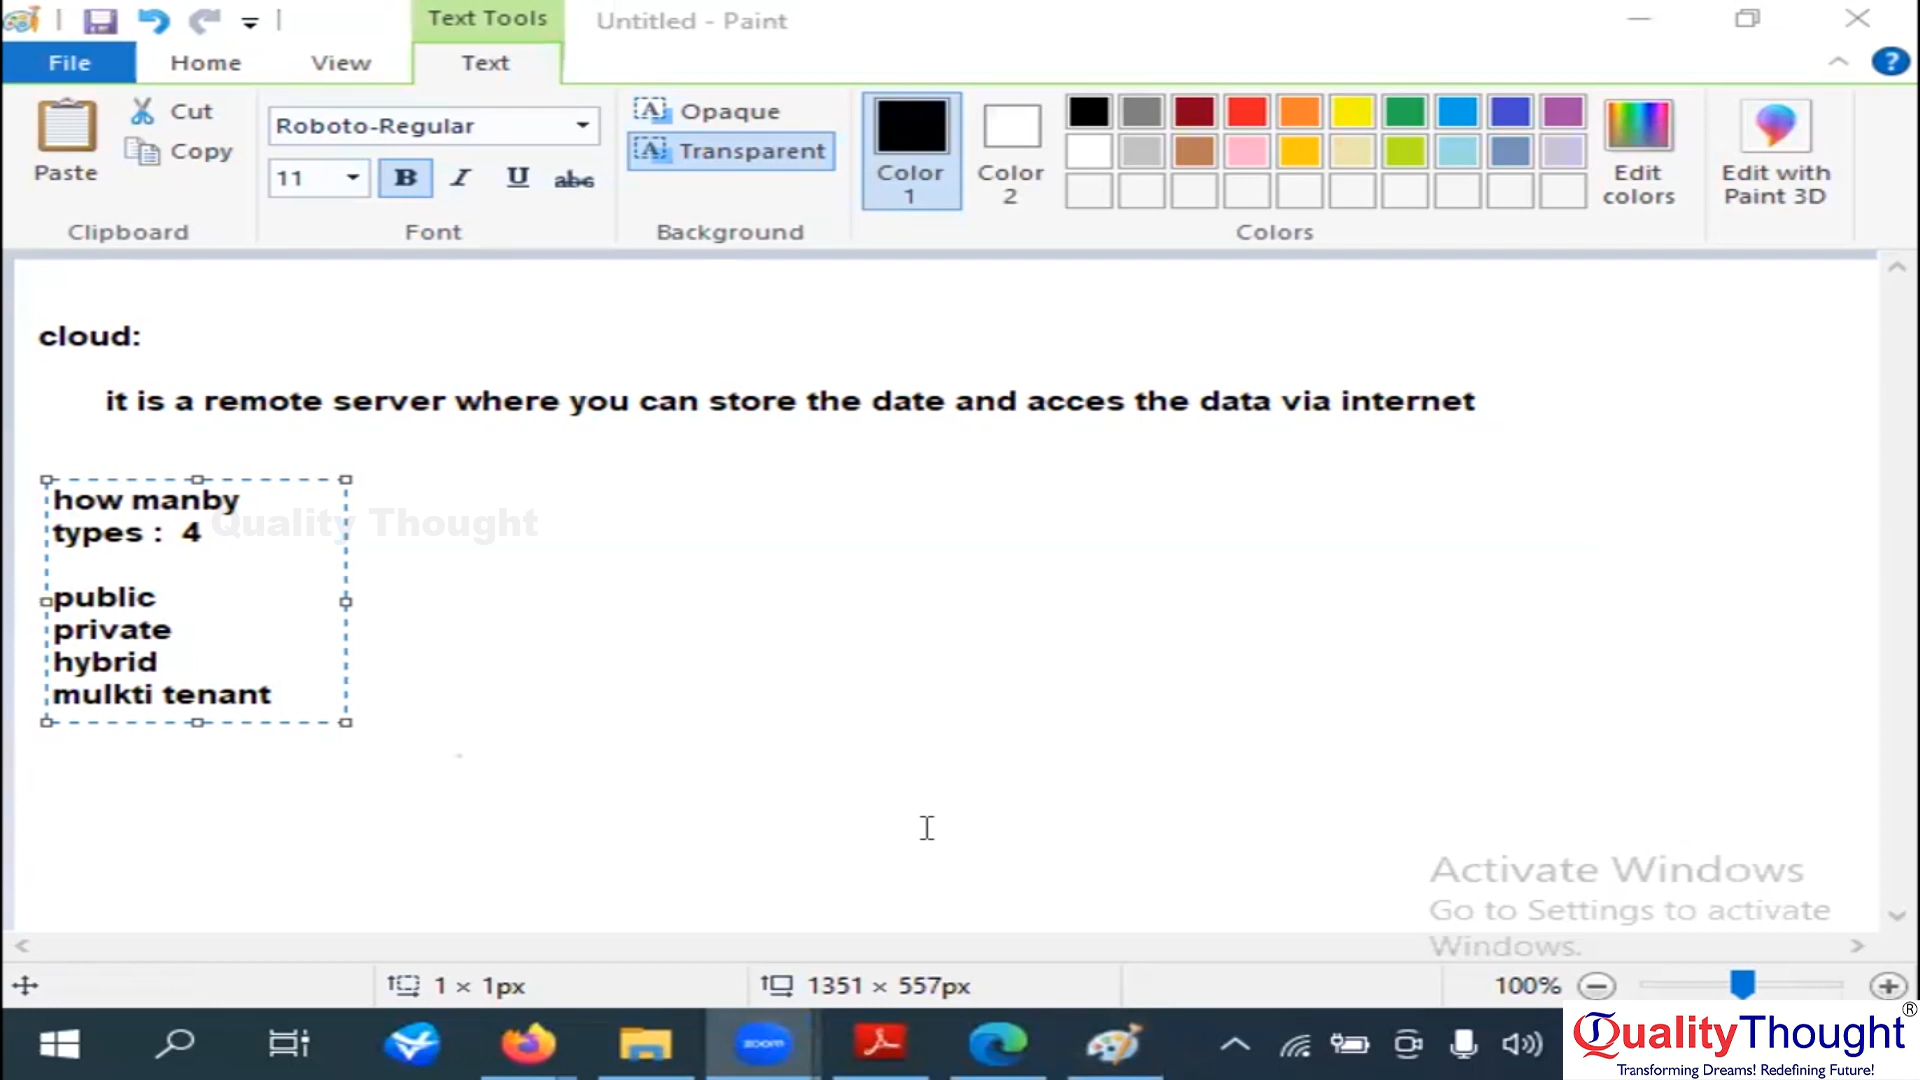 Text Tools
Untitled - Paint
File
Home
View
Text
?
Paste
Cut
Copy
Clipboard
Roboto-Regular
11
B
I
U
abc
Font
A Opaque
A Transparent
Background
Color
1
Color
2
Colors
Edit
colors
Edit with
Paint 3D
cloud:
it is a remote server where you can store the date and acces the data via internet
how manby
types : 4
Quality Thought
public
private
hybrid
mulkti tenant
Activate Windows
Go to Settings to activate
Windows.
1 × 1px
1351 × 557px
100%
zoom
QualityThought®
Transforming Dreams! Redefining Future!